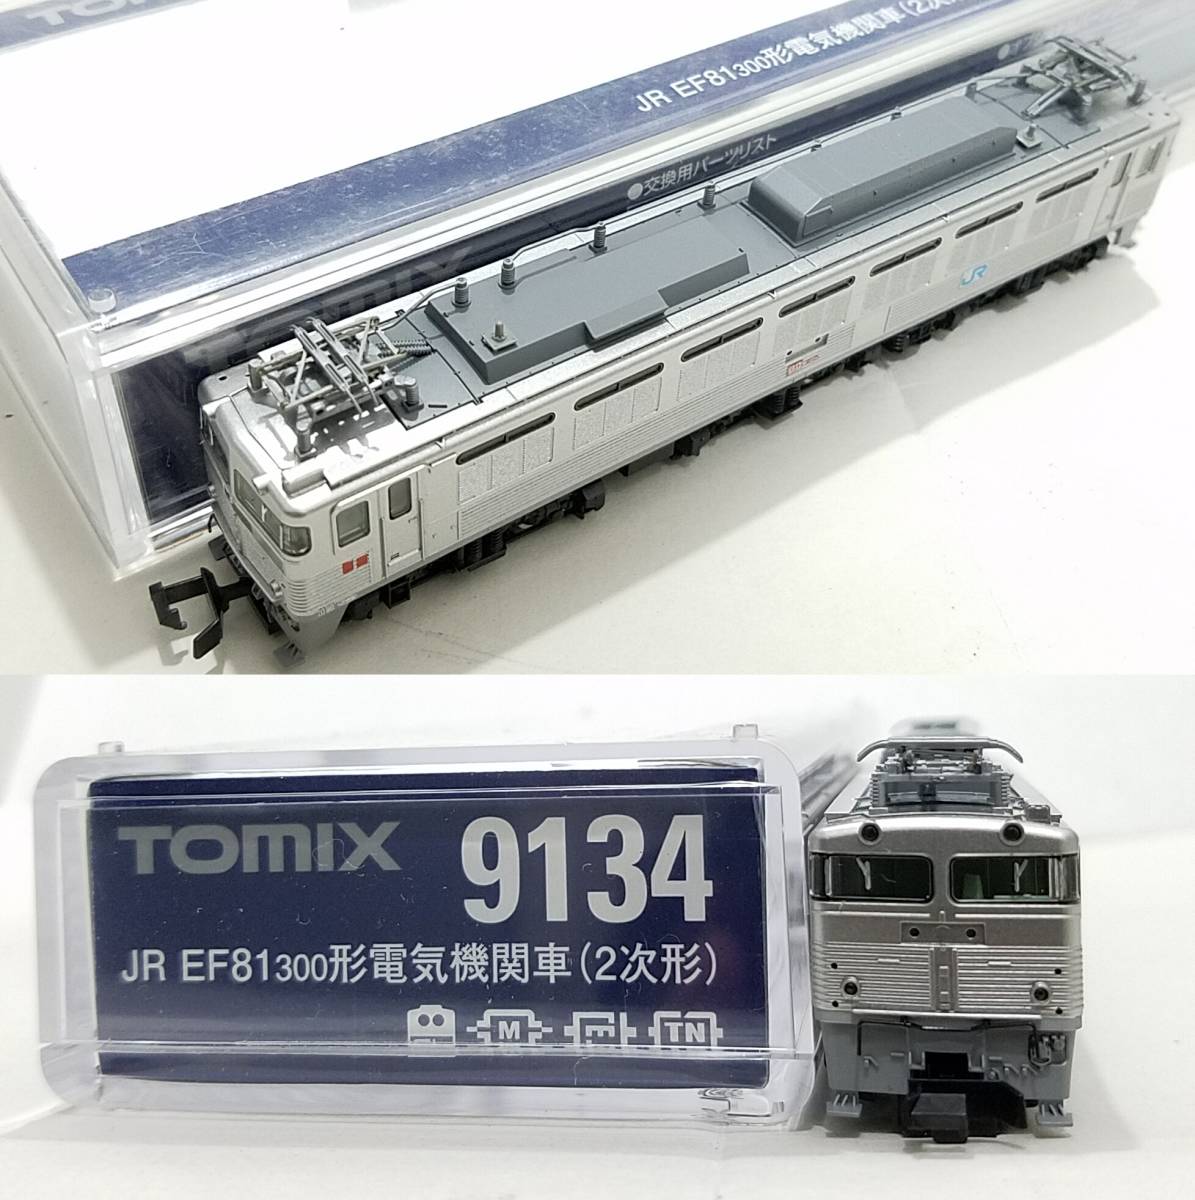 TOMIX
JR EF81300形電気機関車(2次
●交換用パーツリスト
TOMIX
JR
TOMIX
9134
JR EF81300形電気機関車(2次形)
M
TN